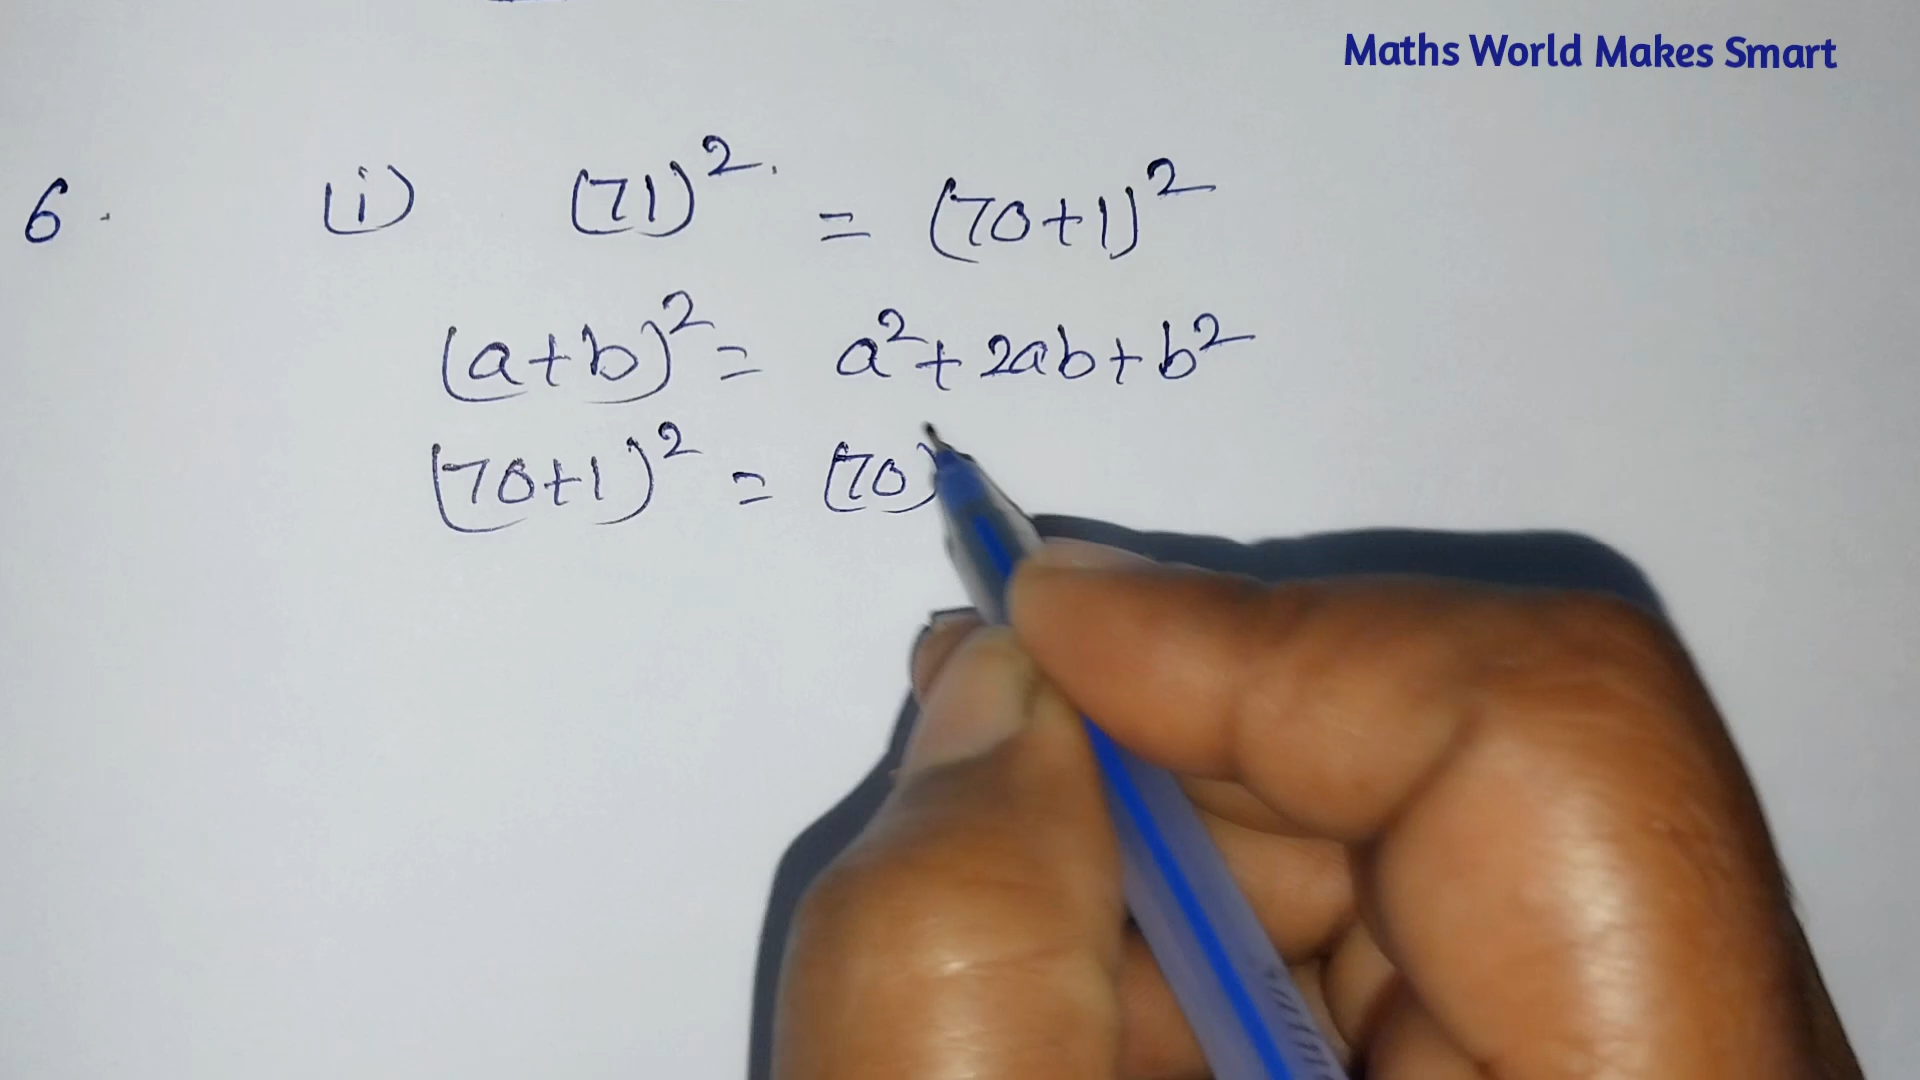 Maths World Makes Smart
6. (i) (71)² = (70+1)²
(a+b)² = a² + 2ab + b²
(70+1)² = (70)